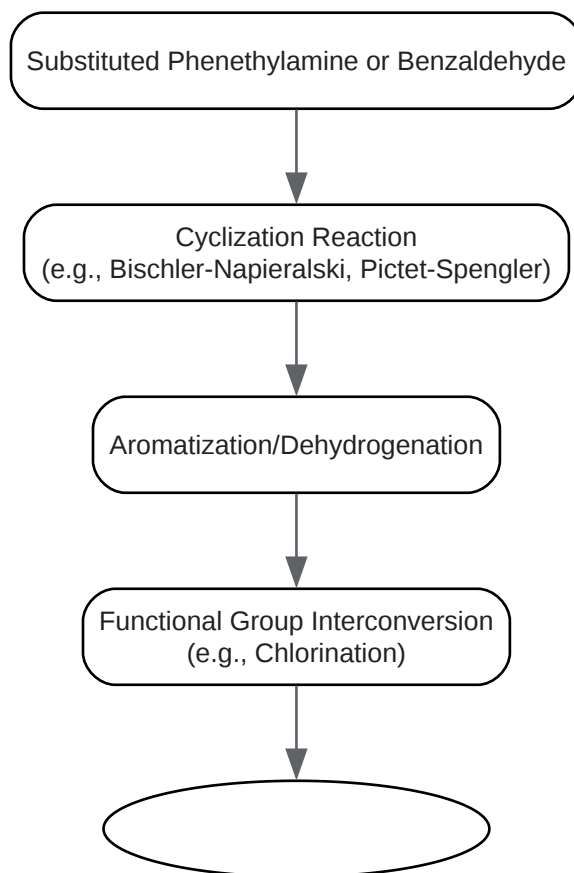 Substituted Phenethylamine or Benzaldehyde
Cyclization Reaction
(e.g., Bischler-Napieralski, Pictet-Spengler)
Aromatization/Dehydrogenation
Functional Group Interconversion
(e.g., Chlorination)